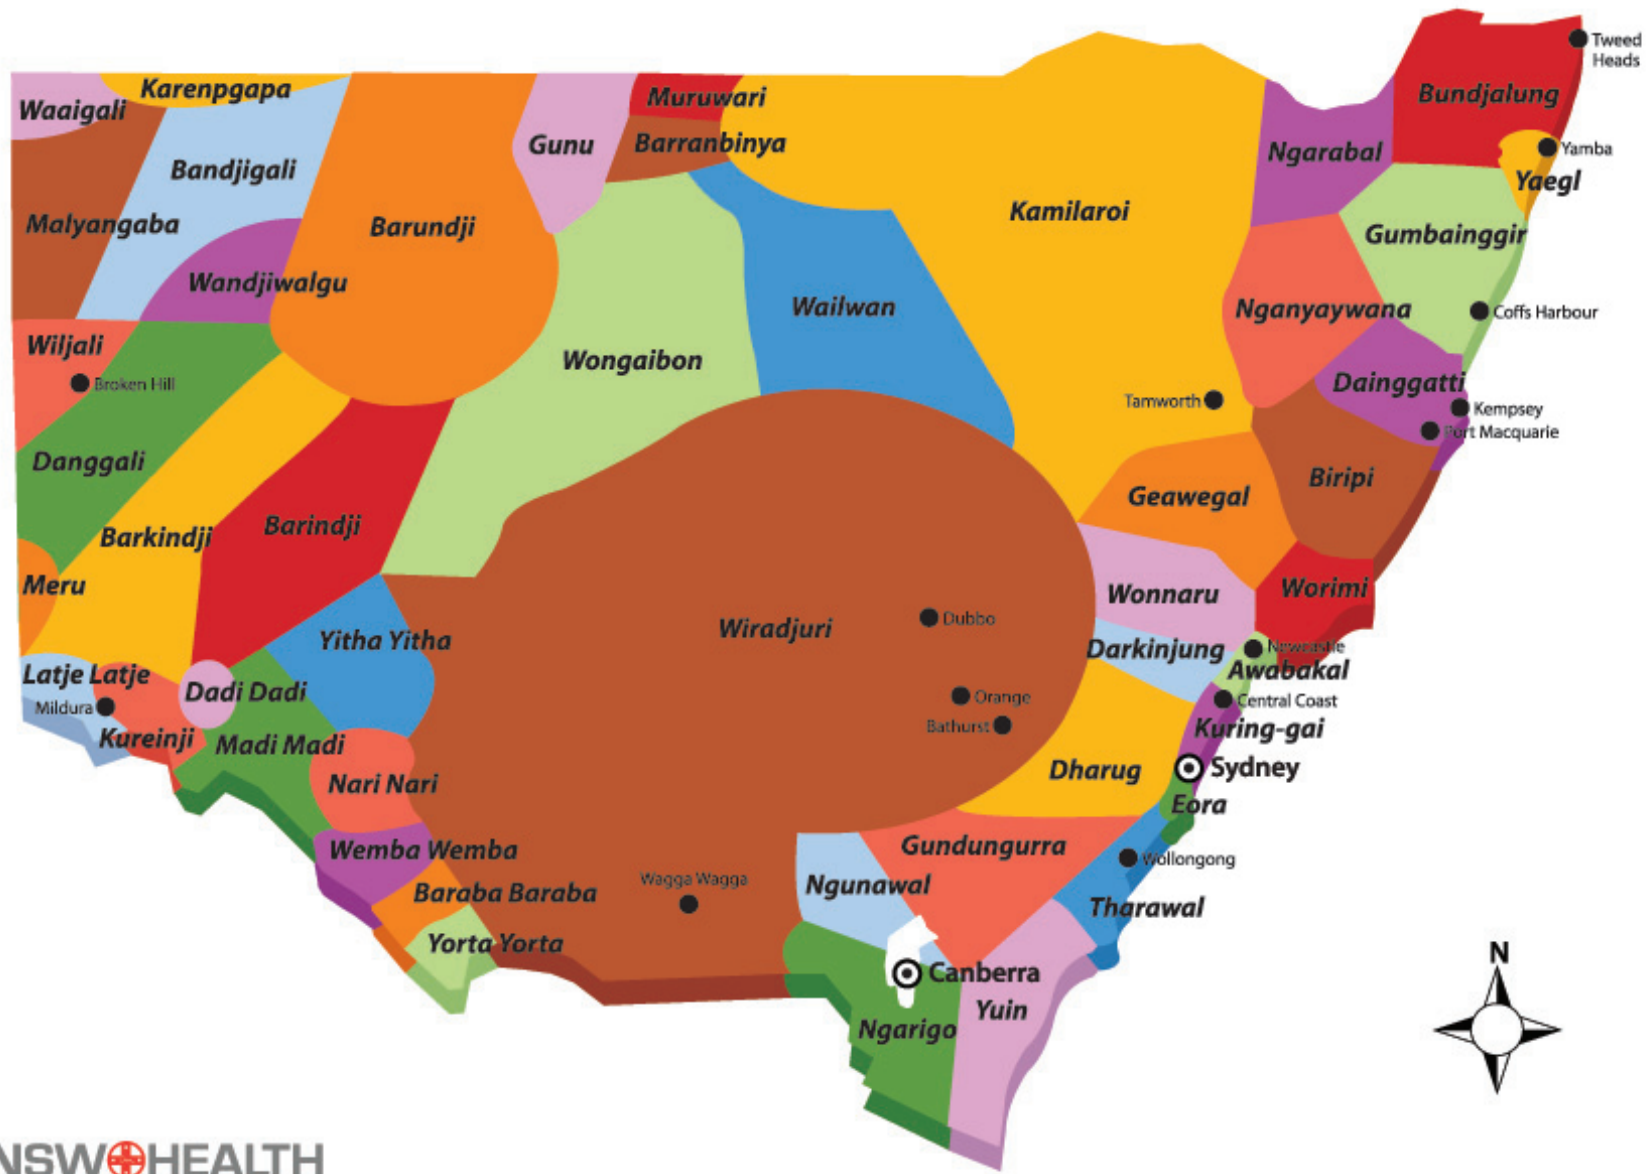 Tweed
Heads
Karenpgapa
Muruwari
Bundjalung
Waaigali
Barranbinya
Gunu
Ngarabal
Yamba
Bandjigali
Yaegl
Malyangaba
Barundji
Kamilaroi
Gumbainggir
Wandjiwalgu
Wailwan
Nganyaywana
Coffs Harbour
Wiljali
Wongaibon
Broken Hill
Dainggatti
Tamworth
Kempsey
Port Macquarie
Danggali
Biripi
Geawegal
Barkindji
Barindji
Meru
Wonnaru
Worimi
Yitha Yitha
Wiradjuri
Dubbo
Darkinjung
Newcastle
Latje Latje
Awabakal
Dadi Dadi
Orange
Central Coast
Mildura
Bathurst
Kureinji
Madi Madi
Kuring-gai
Nari Nari
Dharug
Sydney
Eora
Wemba Wemba
Gundungurra
Wollongong
Baraba Baraba
Wagga Wagga
Ngunawal
Tharawal
Yorta Yorta
N
Canberra
Yuin
Ngarigo
NSW HEALTH